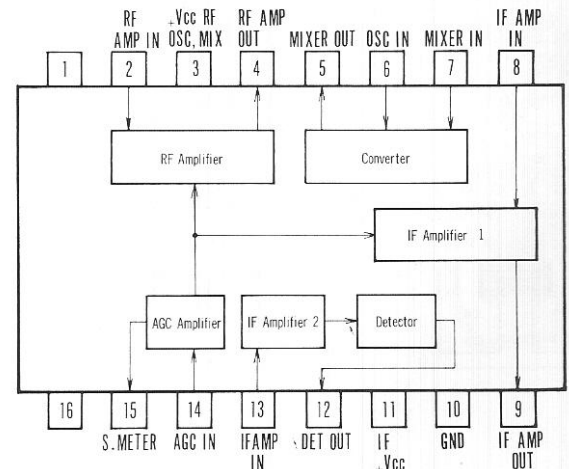 RF AMP IN
+Vcc RF OSC, MIX
RF AMP OUT
MIXER OUT
OSC IN
MIXER IN
IF AMP IN
1 2 3 4 5 6 7 8
RF Amplifier
Converter
IF Amplifier 1
AGC Amplifier
IF Amplifier 2
Detector
16 15 14 13 12 11 10 9
S.METER
AGC IN
IFAMP IN
DET OUT
IF Vcc
GND
IF AMP OUT